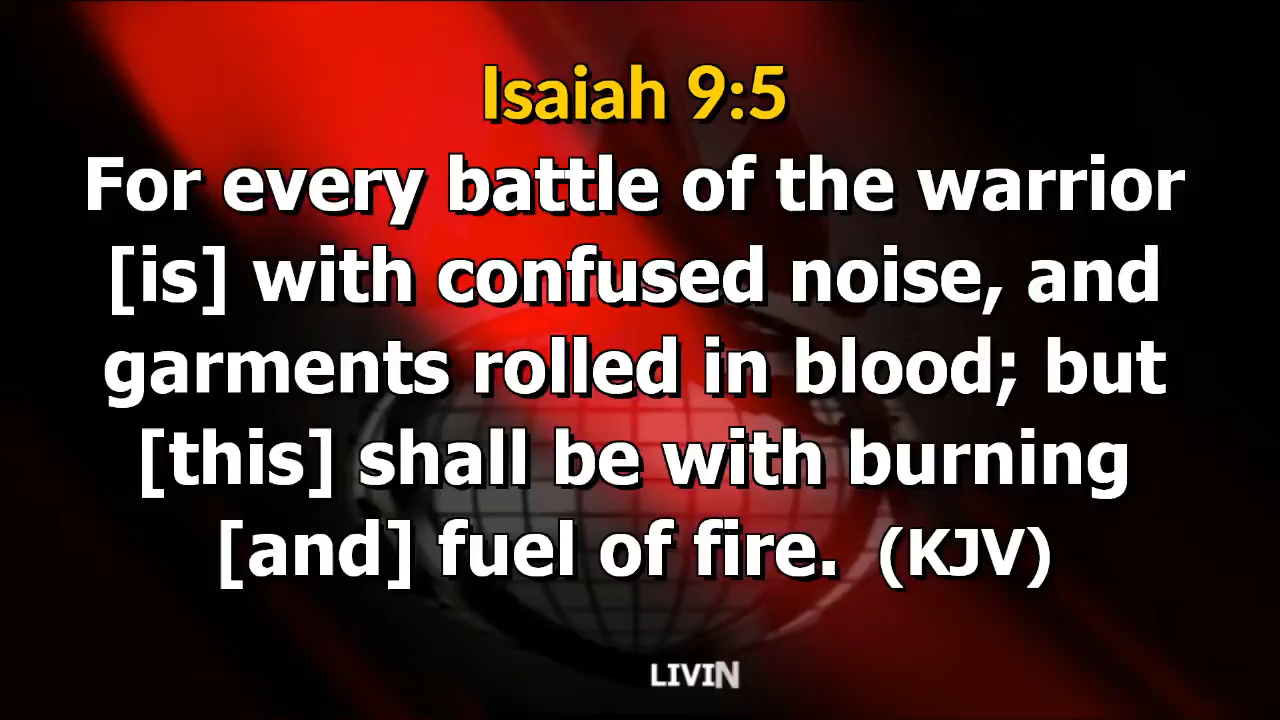 Isaiah 9:5
For every battle of the warrior
[is] with confused noise, and
garments rolled in blood; but
[this] shall be with burning
[and] fuel of fire. (KJV)
LIVIN